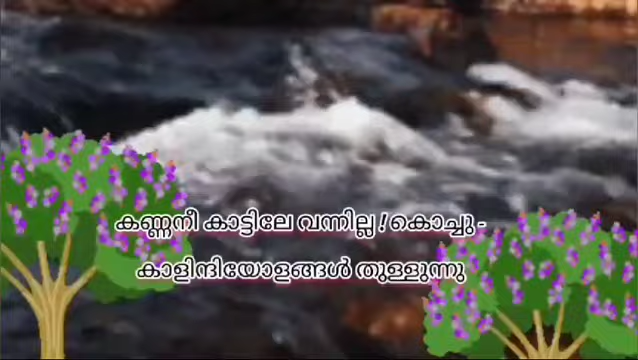 കണ്ണനീ കാട്ടിലേ വന്നില്ല ! കൊച്ചു -
കാളിന്ദിയോളങ്ങൾ തുള്ളുന്നു